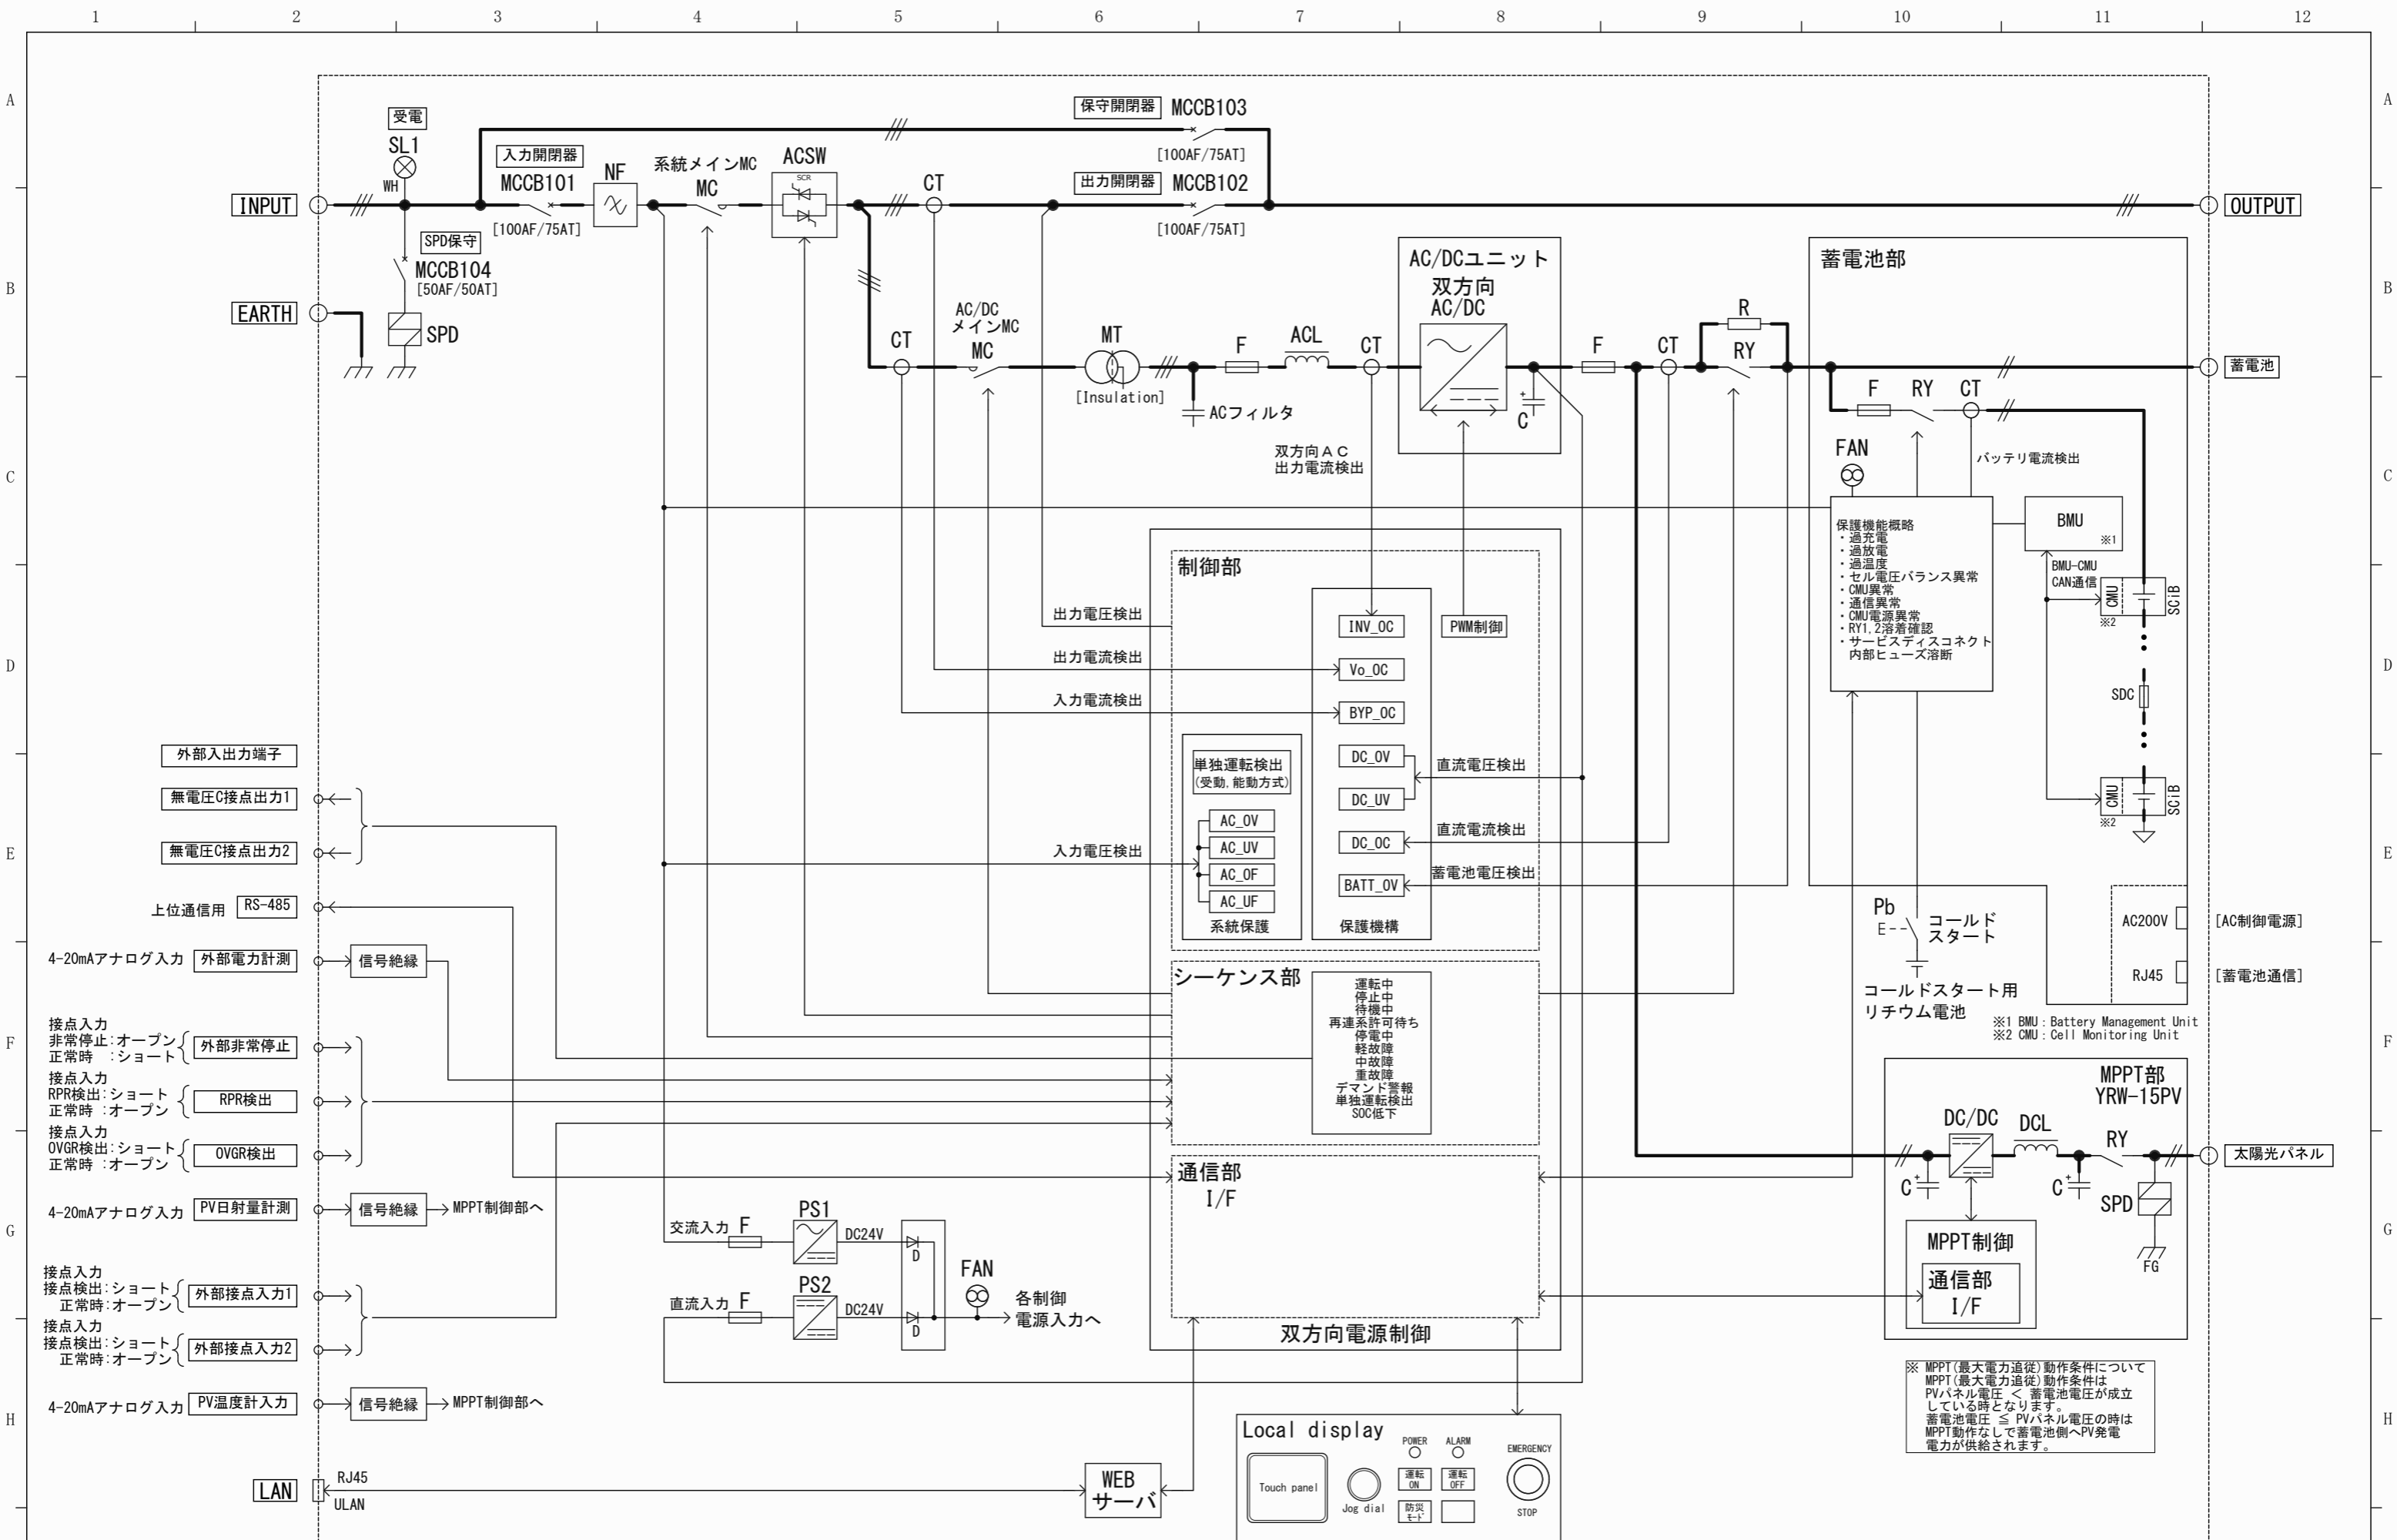 1 2 3 4 5 6 7 8 9 10 11 12
A
A
受電
SL1
WH
保守開閉器 MCCB103
[100AF/75AT]
入力開閉器
MCCB101
[100AF/75AT]
NF
系統メインMC
MC
ACSW
SCR
CT
出力開閉器 MCCB102
[100AF/75AT]
INPUT
OUTPUT
SPD保守
MCCB104
[50AF/50AT]
SPD
EARTH
B
B
CT
AC/DC
メインMC
MC
MT
[Insulation]
ACフィルタ
F
ACL
CT
AC/DCユニット
双方向
AC/DC
C
+
F
CT
R
RY
蓄電池部
蓄電池
F
RY
CT
C
C
双方向AC
出力電流検出
FAN
バッテリ電流検出
保護機能概略
・過充電
・過放電
・過温度
・セル電圧バランス異常
・CMU異常
・通信異常
・CMU電源異常
・RY1,2溶着確認
・サービスディスコネクト
内部ヒューズ溶断
BMU
※1
BMU-CMU
CAN通信
CMU
SCiB
※2
SDC
CMU
SCiB
※2
D
D
制御部
出力電圧検出
INV_OC
PWM制御
出力電流検出
Vo_OC
入力電流検出
BYP_OC
単独運転検出
(受動,能動方式)
DC_OV
直流電圧検出
DC_UV
AC_OV
AC_UV
AC_OF
AC_UF
入力電圧検出
DC_OC
直流電流検出
BATT_OV
蓄電池電圧検出
系統保護
保護機構
E
E
外部入出力端子
無電圧C接点出力1
無電圧C接点出力2
上位通信用 RS-485
4-20mAアナログ入力 外部電力計測 信号絶縁
Pb
E
コールド
スタート
コールドスタート用
リチウム電池
AC200V
[AC制御電源]
RJ45
[蓄電池通信]
※1 BMU：Battery Management Unit
※2 CMU：Cell Monitoring Unit
F
F
シーケンス部
運転中
停止中
待機中
再連系許可待ち
停電中
軽故障
中故障
重故障
デマンド警報
単独運転検出
SOC低下
接点入力
非常停止:オープン
正常時 :ショート
外部非常停止
接点入力
RPR検出:ショート
正常時 :オープン
RPR検出
接点入力
OVGR検出:ショート
正常時 :オープン
OVGR検出
4-20mAアナログ入力 PV日射量計測 信号絶縁 MPPT制御部へ
G
G
通信部
I/F
交流入力 F
PS1
DC24V
D
直流入力 F
PS2
DC24V
D
FAN
各制御
電源入力へ
双方向電源制御
MPPT部
YRW-15PV
DC/DC
DCL
RY
C
+
C
+
SPD
FG
太陽光パネル
MPPT制御
通信部
I/F
接点入力
接点検出:ショート
正常時:オープン
外部接点入力1
接点入力
接点検出:ショート
正常時:オープン
外部接点入力2
4-20mAアナログ入力 PV温度計入力 信号絶縁 MPPT制御部へ
H
H
※ MPPT(最大電力追従)動作条件について
MPPT(最大電力追従)動作条件は
PVパネル電圧 ＜ 蓄電池電圧が成立
している時となります。
蓄電池電圧 ≦ PVパネル電圧の時は
MPPT動作なしで蓄電池側へPV発電
電力が供給されます。
LAN
RJ45
ULAN
WEB
サーバ
Local display
Touch panel
Jog dial
POWER
ALARM
運転
ON
運転
OFF
防災
モード
EMERGENCY
STOP